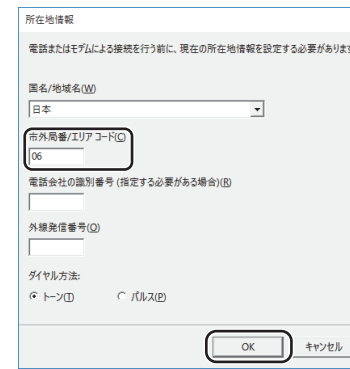 所在地情報
電話またはモデムによる接続を行う前に、現在の所在地情報を設定する必要があります
国名/地域名(W)
日本
市外局番/エリア コード(C)
06
電話会社の識別番号 (指定する必要がある場合)(R)
外線発信番号(O)
ダイヤル方法:
トーン(T) パルス(P)
OK キャンセル